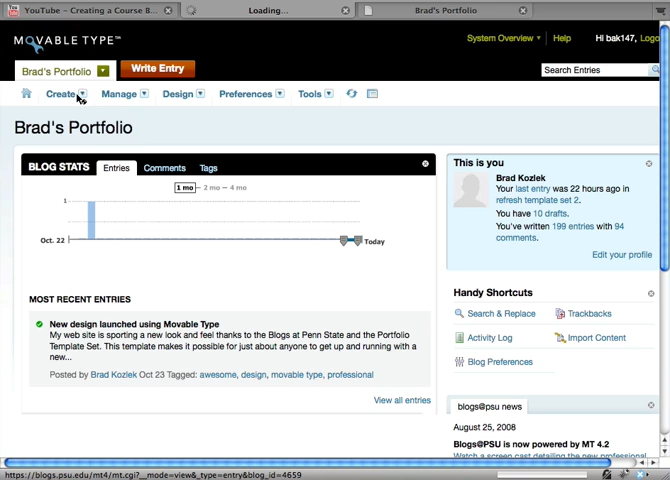 YouTube - Creating a Course B...
Loading...
Brad's Portfolio
MOVABLE TYPE™
System Overview
Help
Hi bak147,
Logo
Brad's Portfolio
Write Entry
Search Entries
Create
Manage
Design
Preferences
Tools
Brad's Portfolio
BLOG STATS
Entries
Comments
Tags
1 mo – 2 mo – 4 mo
1
Oct. 22
Today
MOST RECENT ENTRIES
New design launched using Movable Type
My web site is sporting a new look and feel thanks to the Blogs at Penn State and the Portfolio
Template Set. This template makes it possible for just about anyone to get up and running with a
new...
Posted by Brad Kozlek Oct 23 Tagged: awesome, design, movable type, professional
View all entries
This is you
Brad Kozlek
Your last entry was 22 hours ago in
refresh template set 2.
You have 10 drafts.
You've written 199 entries with 94
comments.
Edit your profile
Handy Shortcuts
Search & Replace
Trackbacks
Activity Log
Import Content
Blog Preferences
blogs@psu news
August 25, 2008
Blogs@PSU is now powered by MT 4.2
Watch a screen cast detailing the new professional
https://blogs.psu.edu/mt4/mt.cgi?__mode=view&_type=entry&blog_id=4659